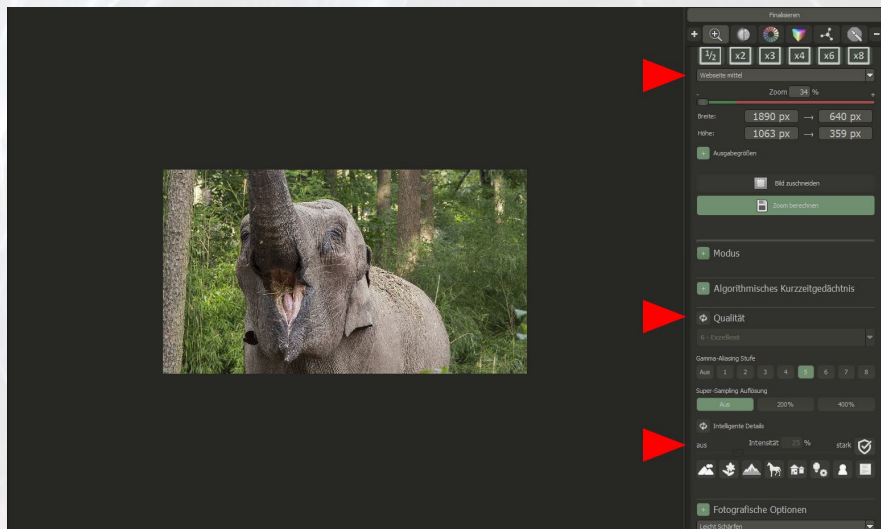 Finalisieren
1/2 x2 x3 x4 x6 x8
Webseite mittel
Zoom 34 %
Breite: 1890 px → 640 px
Höhe: 1063 px → 359 px
Ausgabegrößen
Bild zuschneiden
Zoom berechnen
Modus
Algorithmisches Kurzzeitgedächtnis
Qualität
6 - Exzellent
Gamma-Aliasing Stufe
Aus 1 2 3 4 5 6 7 8
Super-Sampling Auflösung
Aus 200% 400%
Intelligente Details
aus Intensität 25 % stark
Fotografische Optionen
Leicht Schärfen